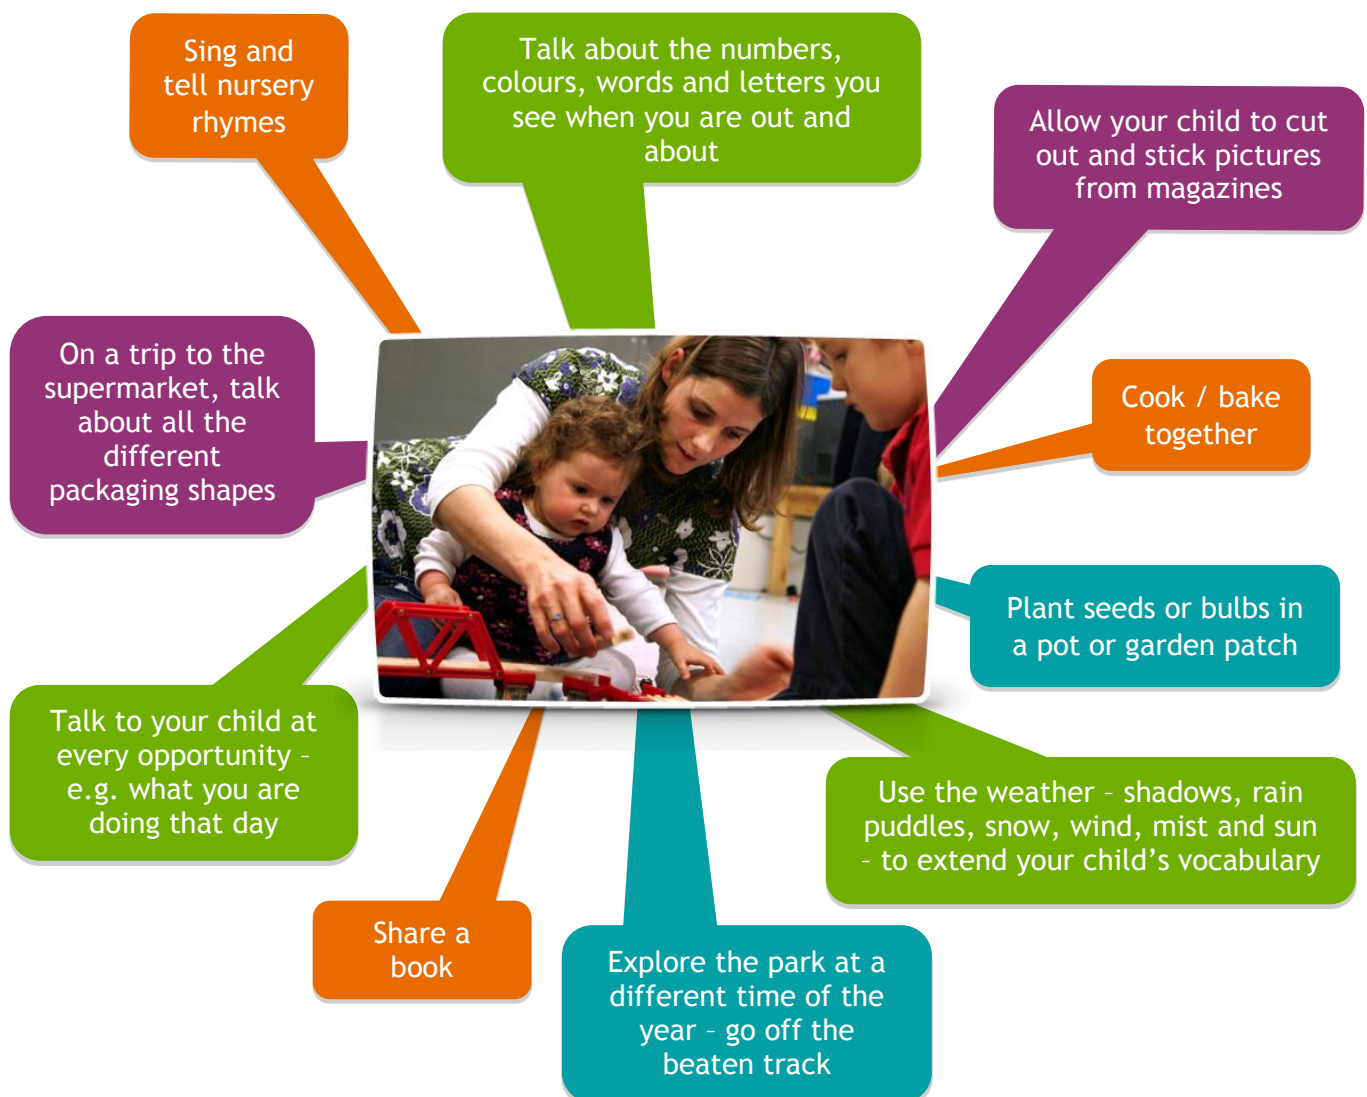 Sing and
tell nursery
rhymes
Talk about the numbers,
colours, words and letters you
see when you are out and
about
Allow your child to cut
out and stick pictures
from magazines
On a trip to the
supermarket, talk
about all the
different
packaging shapes
Cook / bake
together
Plant seeds or bulbs in
a pot or garden patch
Talk to your child at
every opportunity –
e.g. what you are
doing that day
Use the weather – shadows, rain
puddles, snow, wind, mist and sun
– to extend your child’s vocabulary
Share a
book
Explore the park at a
different time of the
year – go off the
beaten track